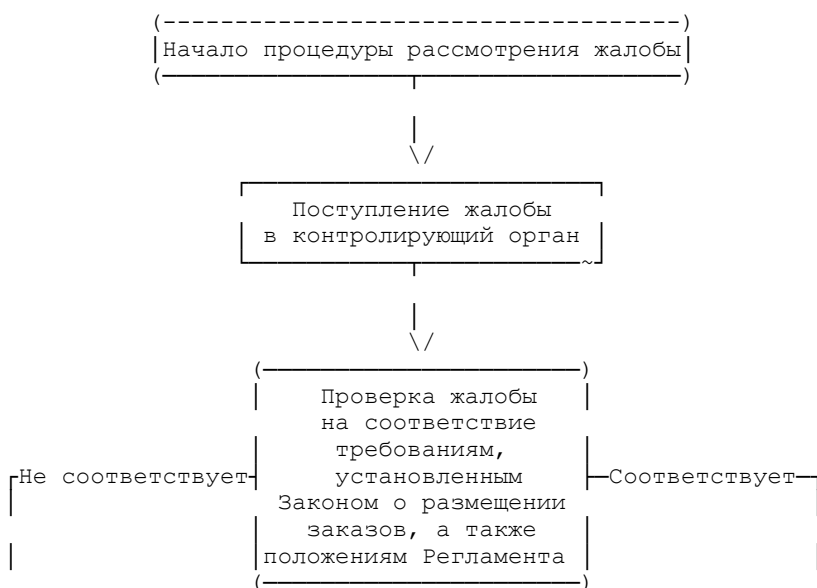 Начало процедуры рассмотрения жалобы
Поступление жалобы
в контролирующий орган
Проверка жалобы
на соответствие
требованиям,
Не соответствует
установленным
Соответствует
Законом о размещении
заказов, а также
положениям Регламента